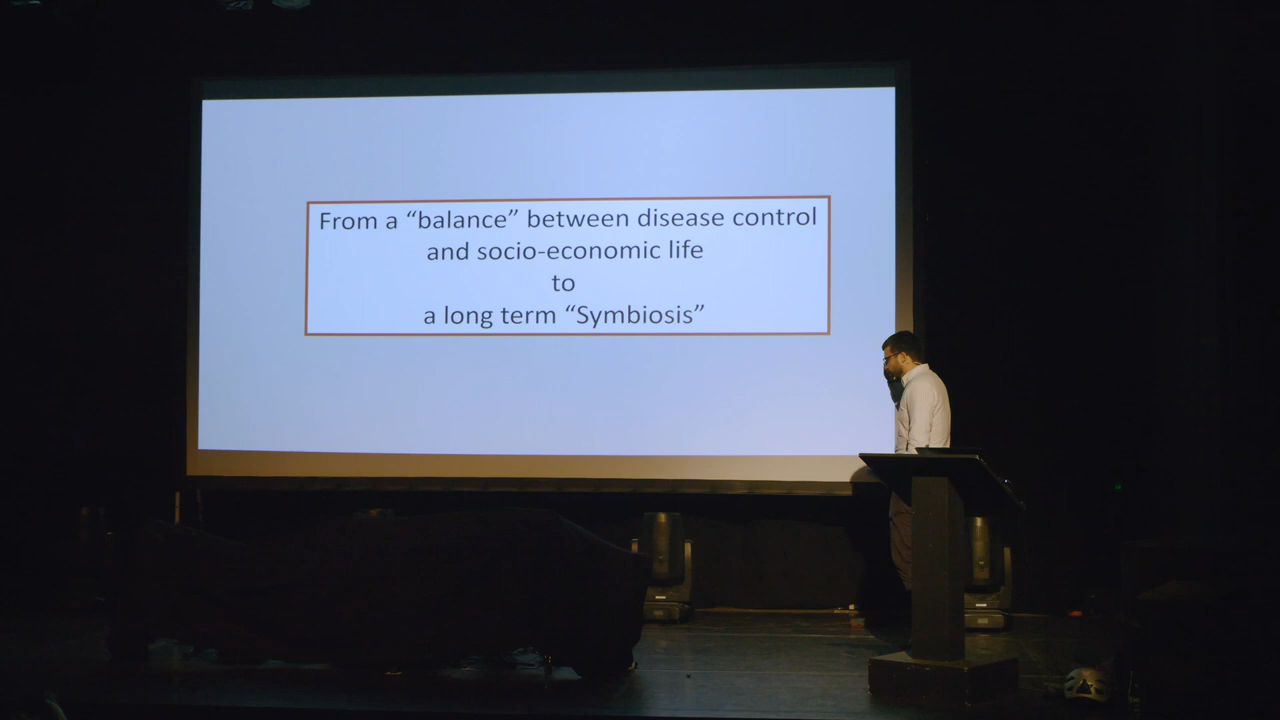 From a “balance” between disease control
and socio-economic life
to
a long term “Symbiosis”